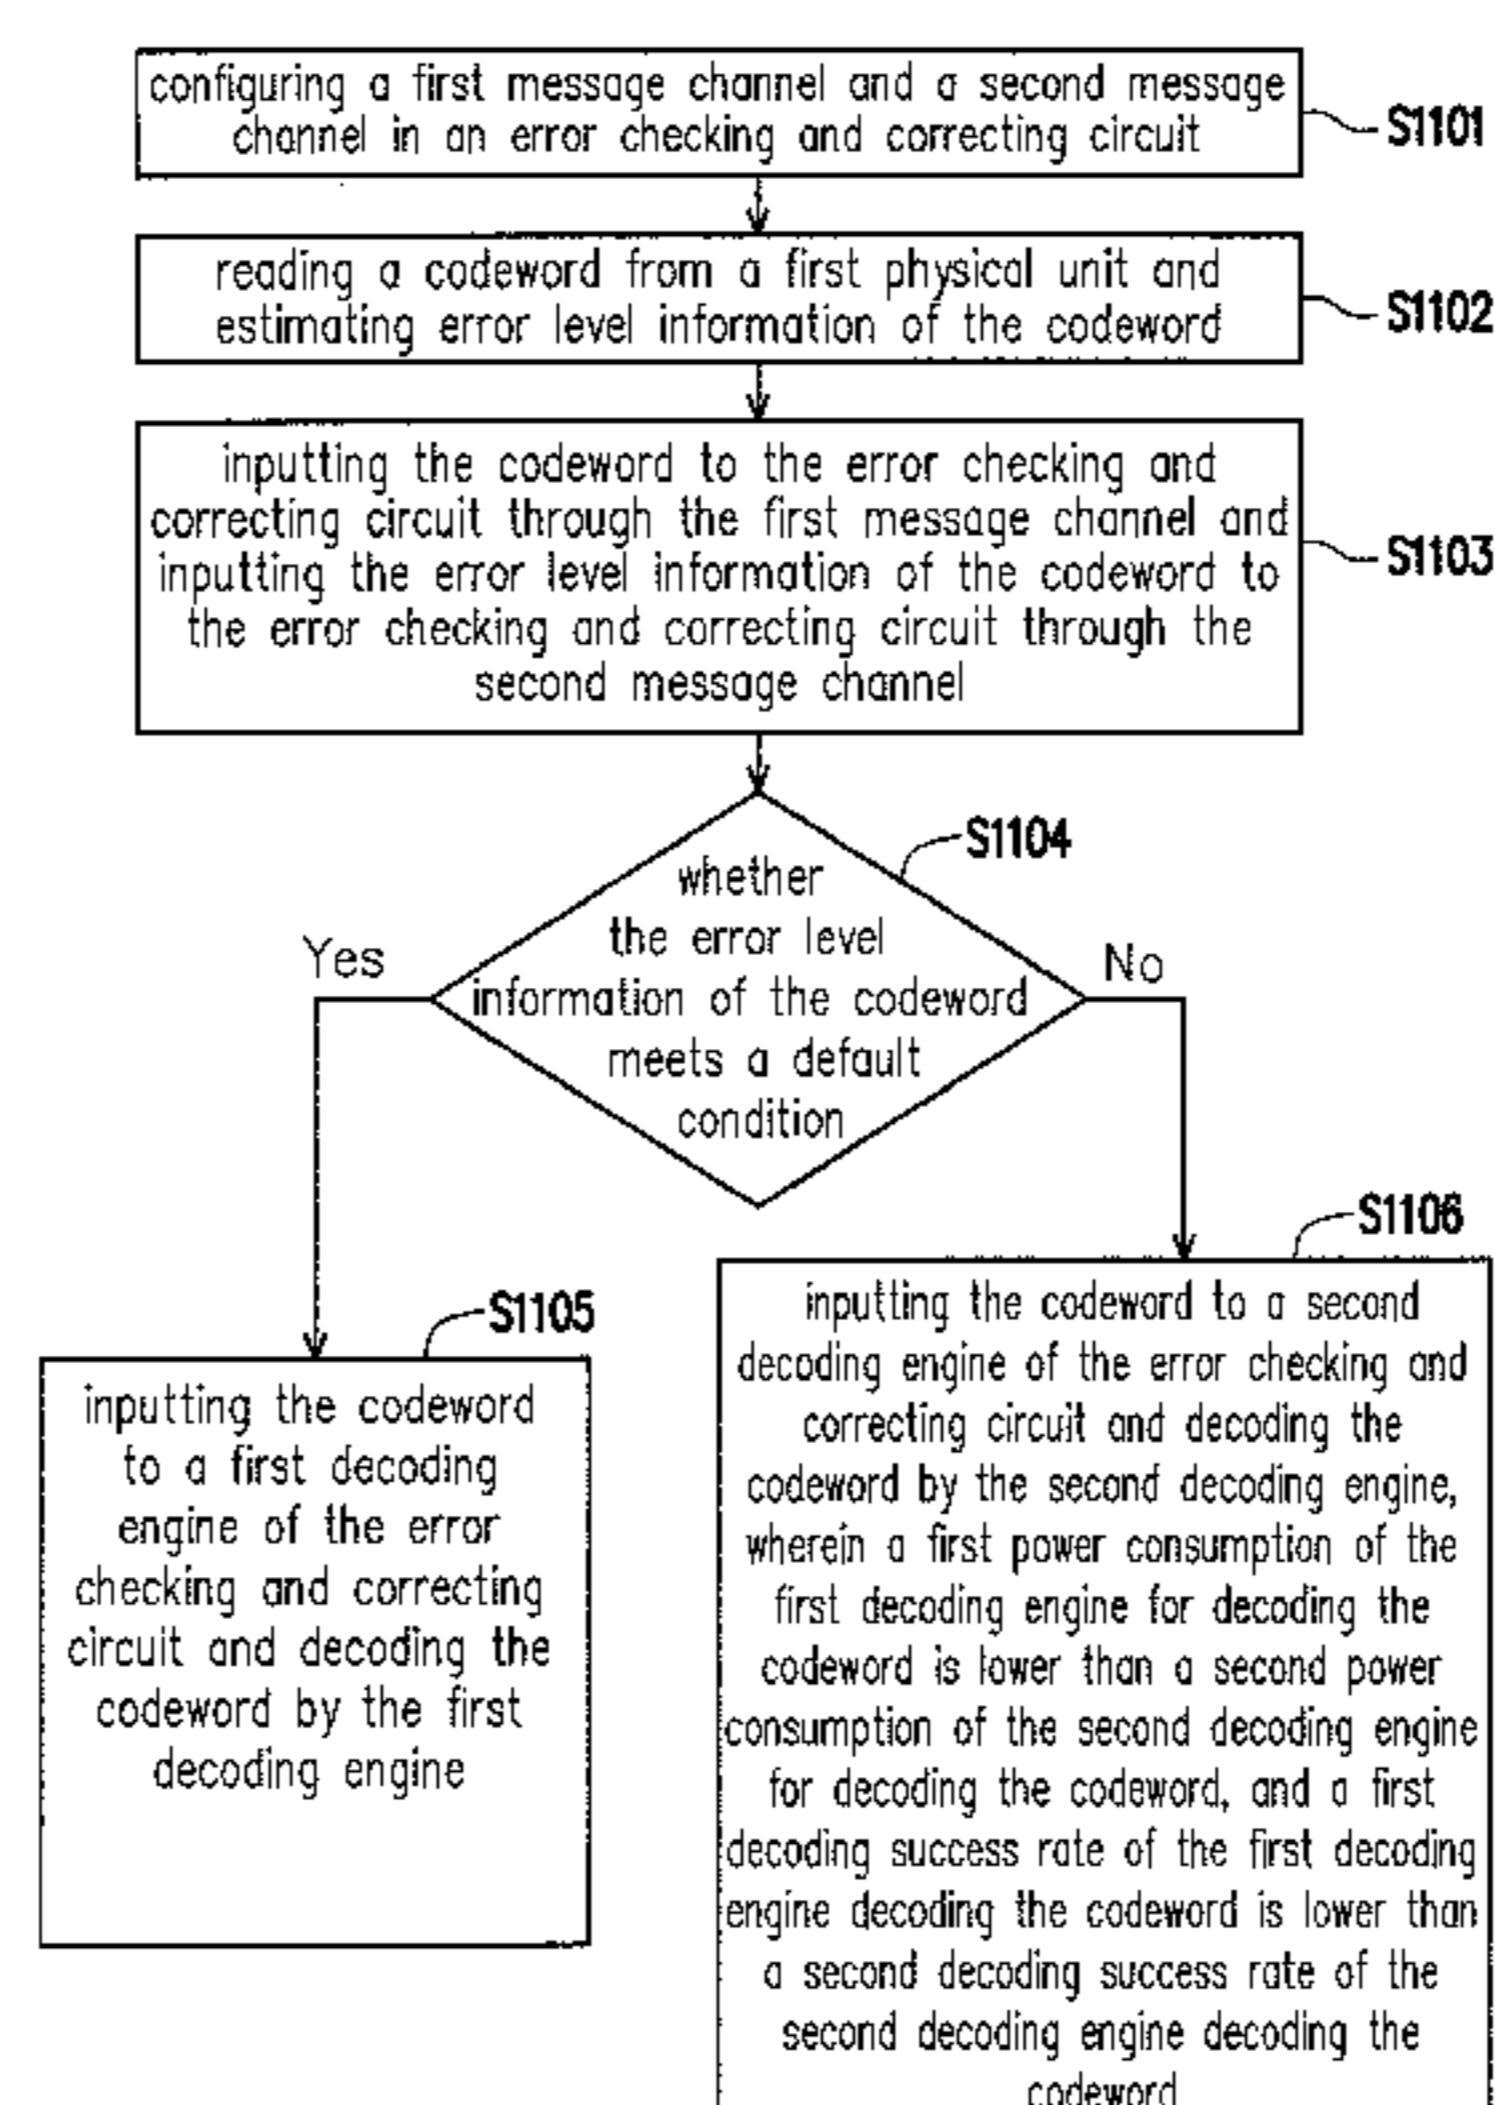 configuring a first message channel and a second message
channel in an error checking and correcting circuit
S1101
reading a codeword from a first physical unit and
estimating error level information of the codeword
S1102
inputting the codeword to the error checking and
correcting circuit through the first message channel and
inputting the error level information of the codeword to
the error checking and correcting circuit through the
second message channel
S1103
S1104
whether
the error level
information of the codeword
meets a default
condition
Yes
No
S1105
inputting the codeword
to a first decoding
engine of the error
checking and correcting
circuit and decoding the
codeword by the first
decoding engine
S1106
inputting the codeword to a second
decoding engine of the error checking and
correcting circuit and decoding the
codeword by the second decoding engine,
wherein a first power consumption of the
first decoding engine for decoding the
codeword is lower than a second power
consumption of the second decoding engine
for decoding the codeword, and a first
decoding success rate of the first decoding
engine decoding the codeword is lower than
a second decoding success rate of the
second decoding engine decoding the
codeword